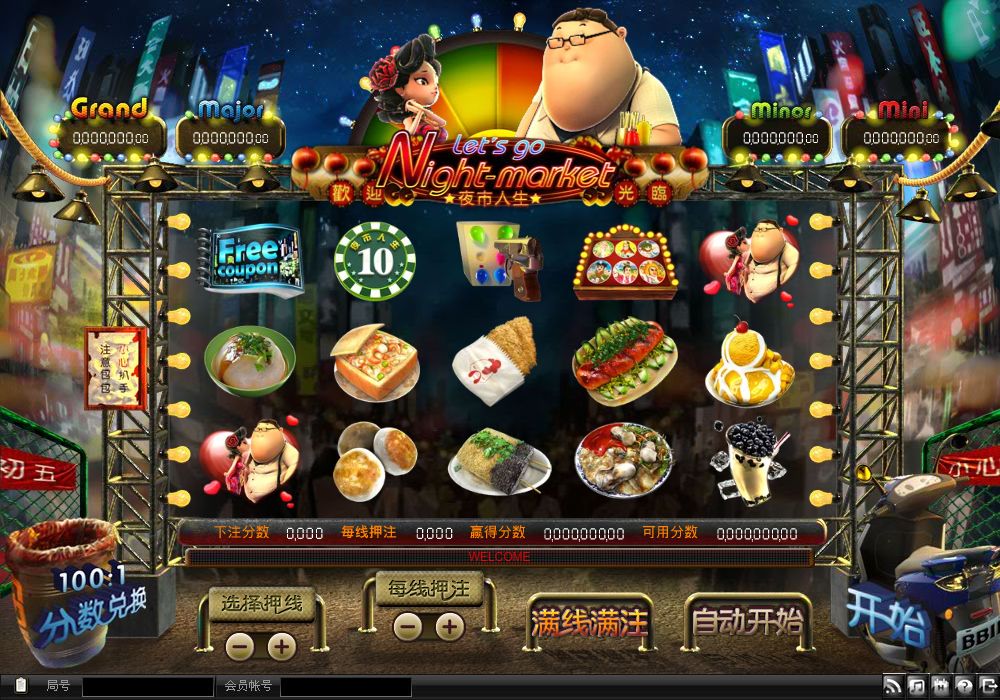 Grand
Major
Minor
Mini
0,000,000.00
0,000,000.00
0,000,000.00
0,000,000.00
Let's go
Night-market
歡迎
★夜市人生★
光臨
Free coupon
夜市人生
10
小心扒手
注意包包
初五
小心
下注分数 0,000 每线押注 0,000 赢得分数 0,000,000.00 可用分数 0,000,000.00
WELCOME
100:1
分数兑换
选择押线
每线押注
满线满注
自动开始
开始
局号
会员帐号